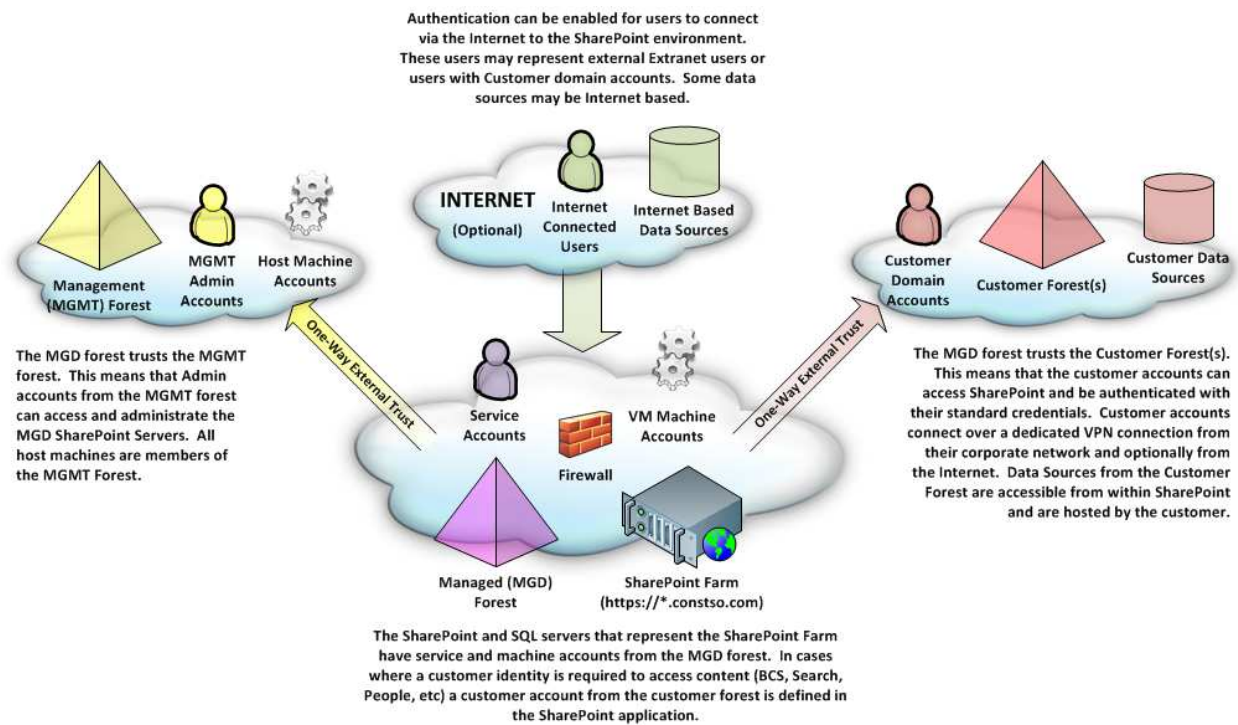 Authentication can be enabled for users to connect
via the Internet to the SharePoint environment.
These users may represent external Extranet users or
users with Customer domain accounts.  Some data
sources may be Internet based.
INTERNET
(Optional)
Internet
Connected
Users
Internet Based
Data Sources
Management
(MGMT) Forest
MGMT
Admin
Accounts
Host Machine
Accounts
Customer
Domain
Accounts
Customer Forest(s)
Customer Data
Sources
One-Way External Trust
One-Way External Trust
The MGD forest trusts the MGMT
forest.  This means that Admin
accounts from the MGMT forest
can access and administrate the
MGD SharePoint Servers.  All
host machines are members of
the MGMT Forest.
Service
Accounts
Firewall
VM Machine
Accounts
Managed (MGD)
Forest
SharePoint Farm
(https://*.constso.com)
The MGD forest trusts the Customer Forest(s).
This means that the customer accounts can
access SharePoint and be authenticated with
their standard credentials.  Customer accounts
connect over a dedicated VPN connection from
their corporate network and optionally from
the Internet.  Data Sources from the Customer
Forest are accessible from within SharePoint
and are hosted by the customer.
The SharePoint and SQL servers that represent the SharePoint Farm
have service and machine accounts from the MGD forest.  In cases
where a customer identity is required to access content (BCS, Search,
People, etc) a customer account from the customer forest is defined in
the SharePoint application.